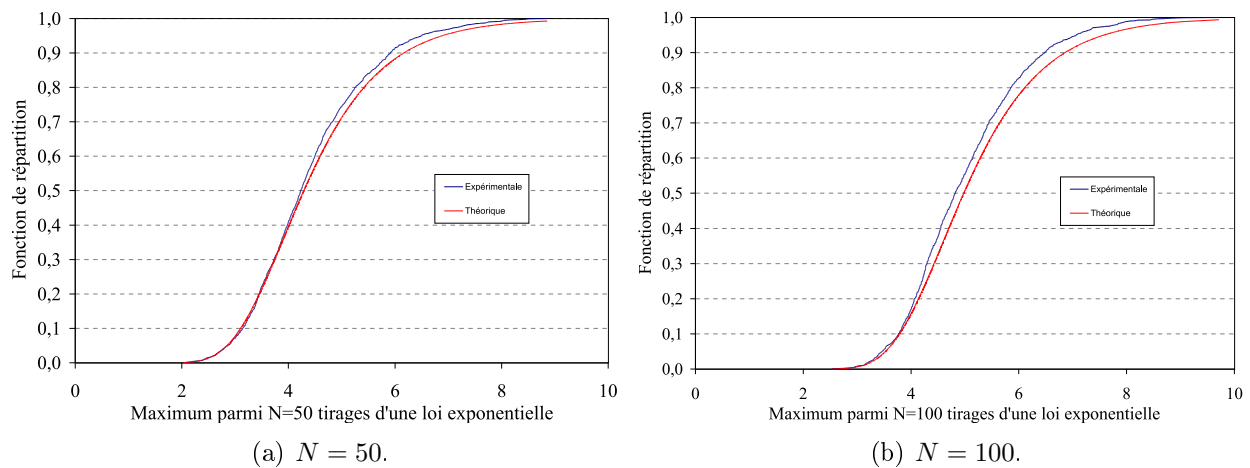 1,0
0,9
0,8
0,7
0,6
0,5
0,4
0,3
0,2
0,1
0,0
Fonction de répartition
Expérimentale
Théorique
0 2 4 6 8 10
Maximum parmi N=50 tirages d'une loi exponentielle
(a) N = 50.
1,0
0,9
0,8
0,7
0,6
0,5
0,4
0,3
0,2
0,1
0,0
Fonction de répartition
Expérimentale
Théorique
0 2 4 6 8 10
Maximum parmi N=100 tirages d'une loi exponentielle
(b) N = 100.